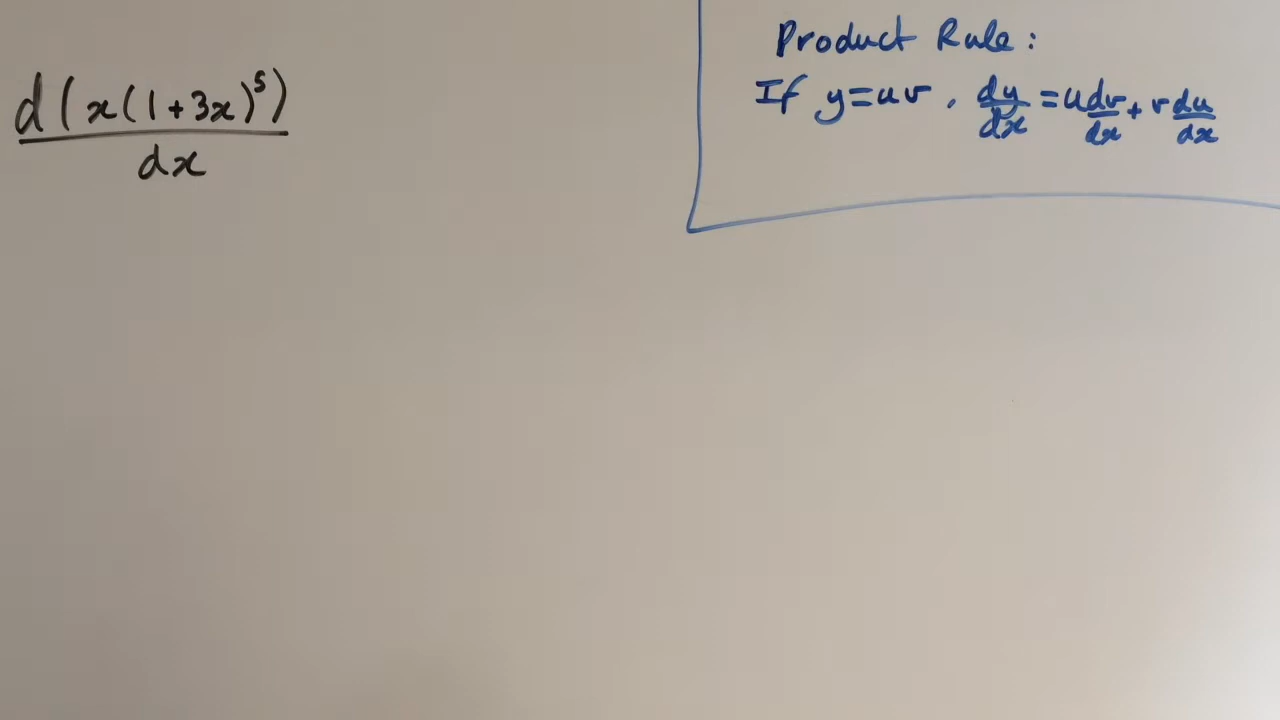 d(x(1+3x)⁵)
dx
Product Rule:
If y=uv, dy/dx = u dv/dx + v du/dx